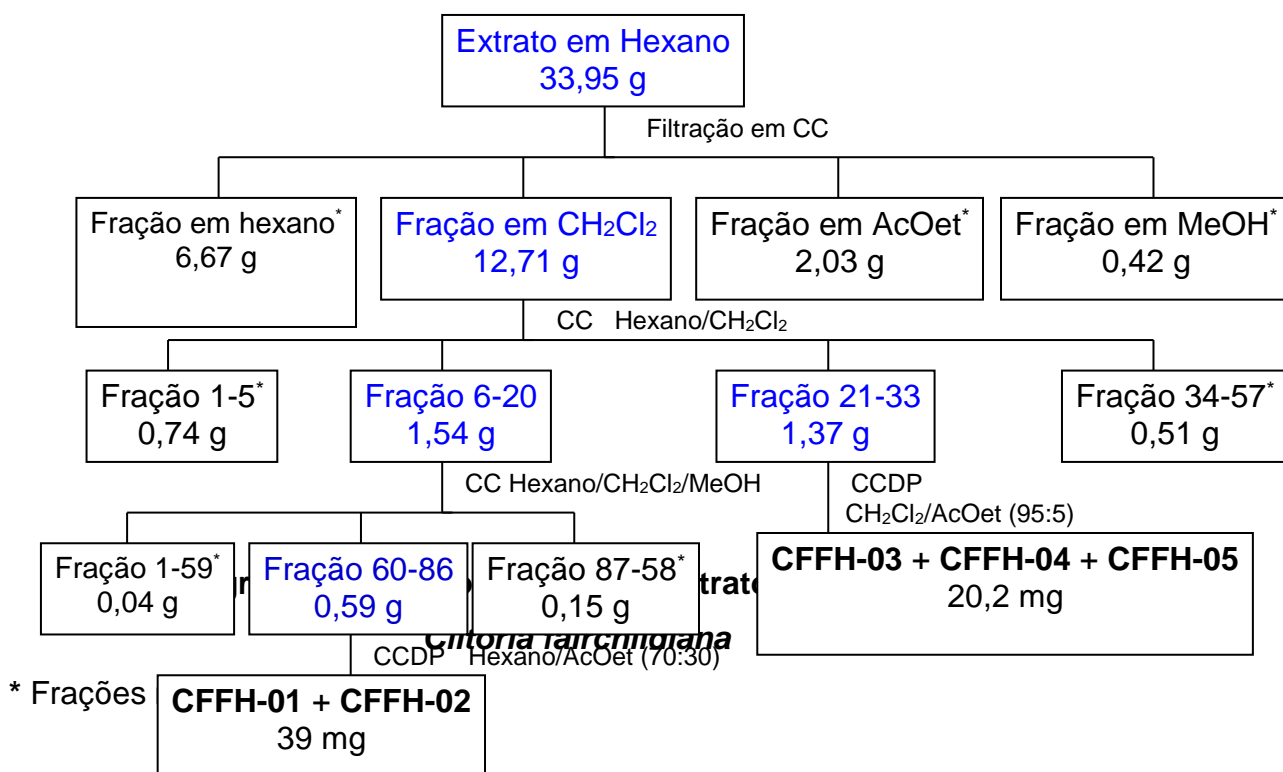 Extrato em Hexano
33,95 g
Filtração em CC
Fração em hexano*
6,67 g
Fração em CH₂Cl₂
12,71 g
Fração em AcOet*
2,03 g
Fração em MeOH*
0,42 g
CC Hexano/CH₂Cl₂
Fração 1-5*
0,74 g
Fração 6-20
1,54 g
Fração 21-33
1,37 g
Fração 34-57*
0,51 g
CC Hexano/CH₂Cl₂/MeOH
CCDP
CH₂Cl₂/AcOet (95:5)
Fração 1-59*
0,04 g
Fração 60-86
0,59 g
Fração 87-58*
0,15 g
CFFH-03 + CFFH-04 + CFFH-05
20,2 mg
Clitoria fairchildiana
CCDP Hexano/AcOet (70:30)
* Frações
CFFH-01 + CFFH-02
39 mg